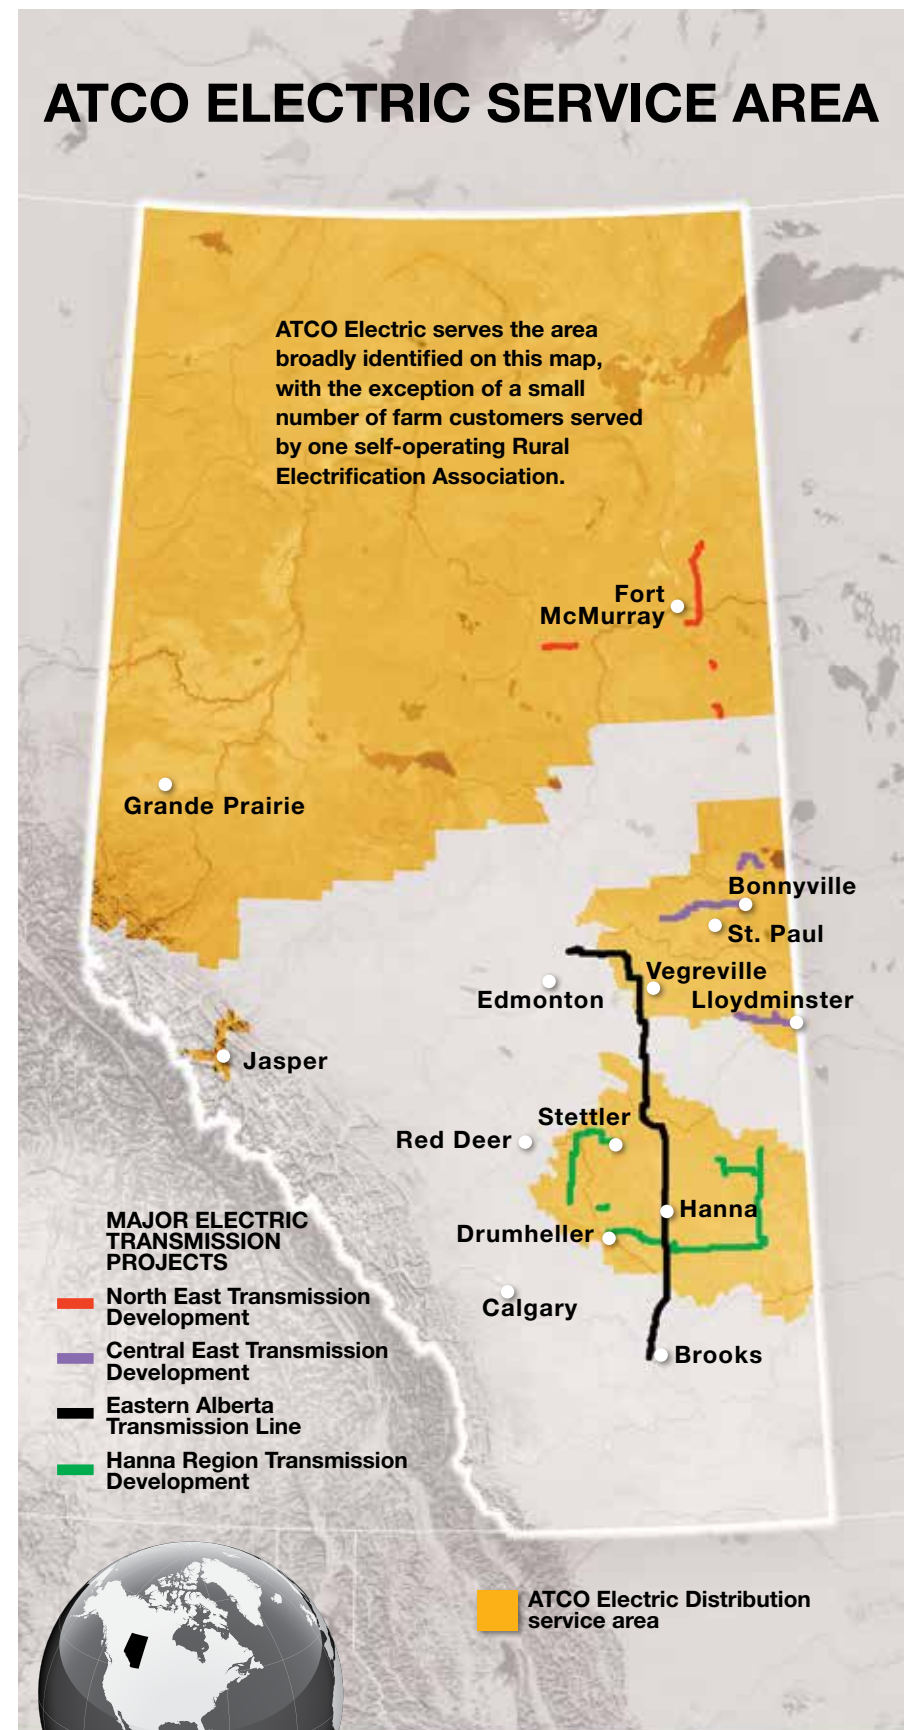 ATCO ELECTRIC SERVICE AREA
ATCO Electric serves the area
broadly identified on this map,
with the exception of a small
number of farm customers served
by one self-operating Rural
Electrification Association.
Fort
McMurray
Grande Prairie
Bonnyville
St. Paul
Vegreville
Edmonton
Lloydminster
Jasper
Stettler
Red Deer
Hanna
Drumheller
Calgary
Brooks
MAJOR ELECTRIC
TRANSMISSION
PROJECTS
North East Transmission
Development
Central East Transmission
Development
Eastern Alberta
Transmission Line
Hanna Region Transmission
Development
ATCO Electric Distribution
service area